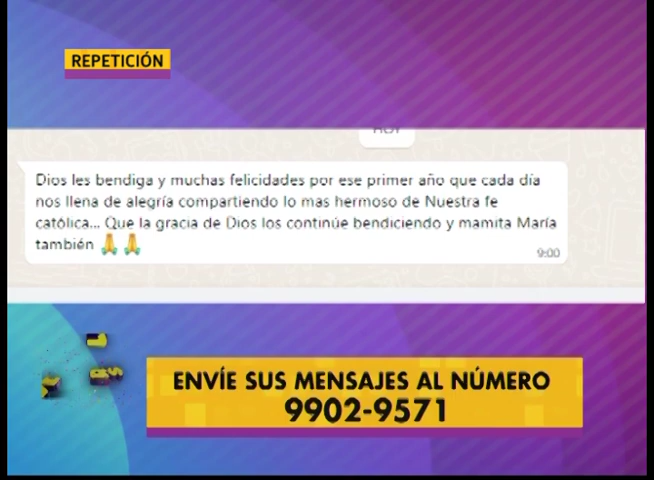 REPETICIÓN
HOY
Dios les bendiga y muchas felicidades por ese primer año que cada día
nos llena de alegría compartiendo lo mas hermoso de Nuestra fe
católica... Que la gracia de Dios los continúe bendiciendo y mamita María
también 🙏🙏
9:00
ENVÍE SUS MENSAJES AL NÚMERO
9902-9571